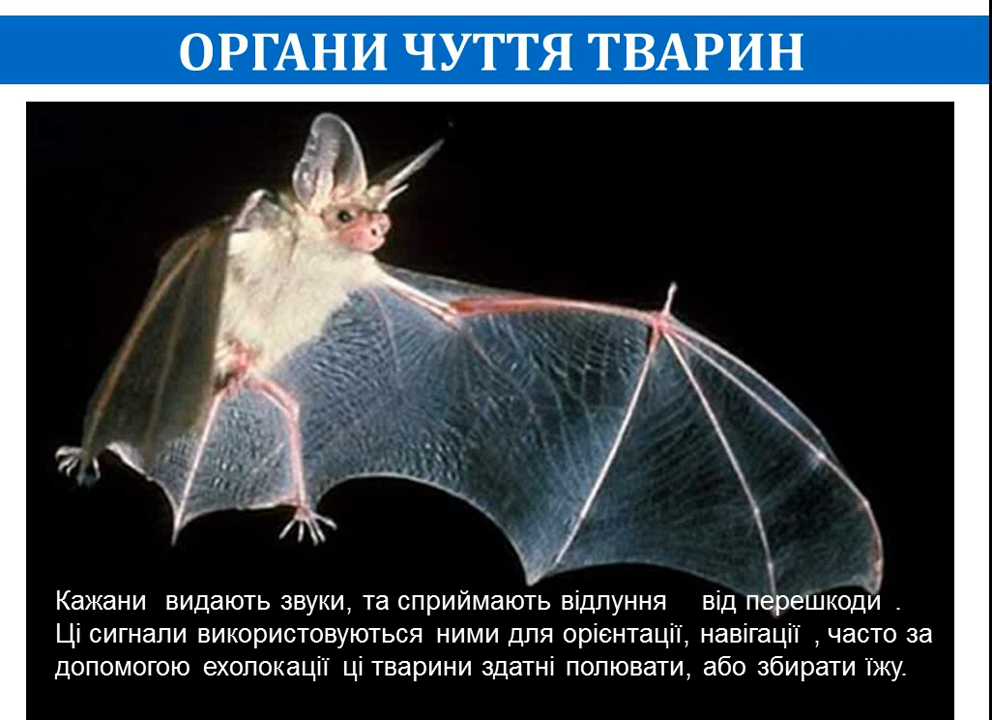 ОРГАНИ ЧУТТЯ ТВАРИН
Кажани видають звуки, та сприймають відлуння від перешкоди .
Ці сигнали використовуються ними для орієнтації, навігації , часто за
допомогою ехолокації ці тварини здатні полювати, або збирати їжу.